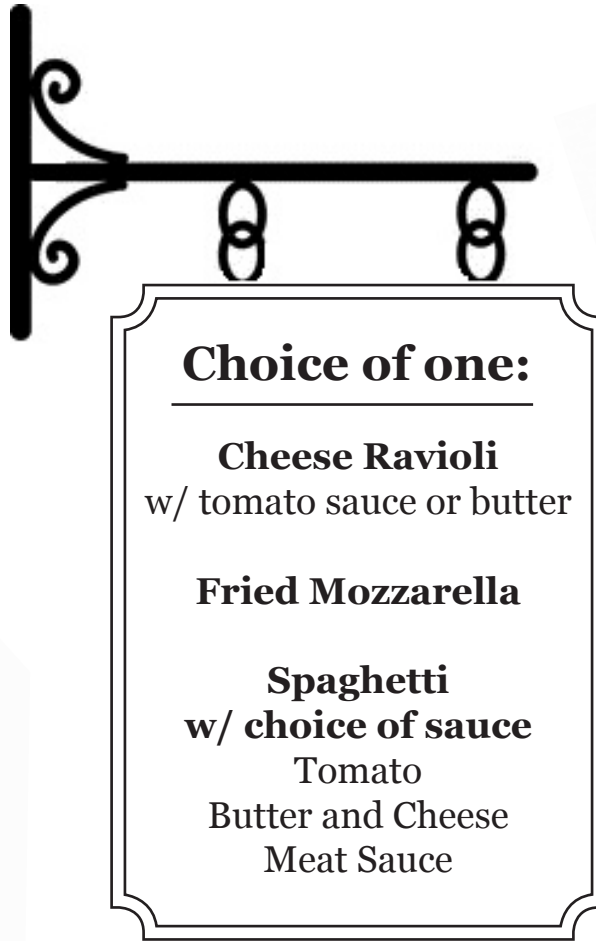 Choice of one:
Cheese Ravioli
w/ tomato sauce or butter
Fried Mozzarella
Spaghetti
w/ choice of sauce
Tomato
Butter and Cheese
Meat Sauce